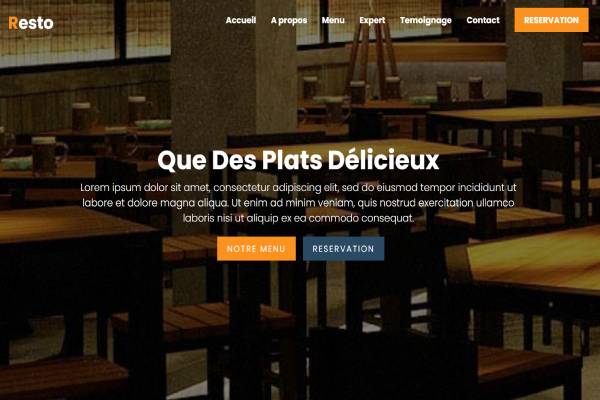 Resto
Accueil A propos Menu Expert Temoignage Contact RESERVATION
Que Des Plats Délicieux
Lorem ipsum dolor sit amet, consectetur adipiscing elit, sed do eiusmod tempor incididunt ut
labore et dolore magna aliqua. Ut enim ad minim veniam, quis nostrud exercitation ullamco
laboris nisi ut aliquip ex ea commodo consequat.
NOTRE MENU RESERVATION